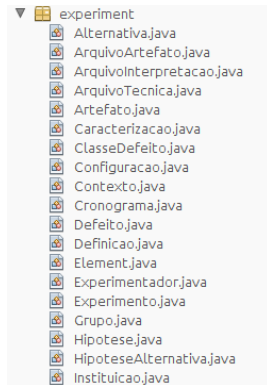 experiment
Alternativa.java
ArquivoArtefato.java
ArquivoInterpretacao.java
ArquivoTecnica.java
Artefato.java
Caracterizacao.java
ClasseDefeito.java
Configuracao.java
Contexto.java
Cronograma.java
Defeito.java
Definicao.java
Element.java
Experimentador.java
Experimento.java
Grupo.java
Hipotese.java
HipoteseAlternativa.java
Instituicao.java